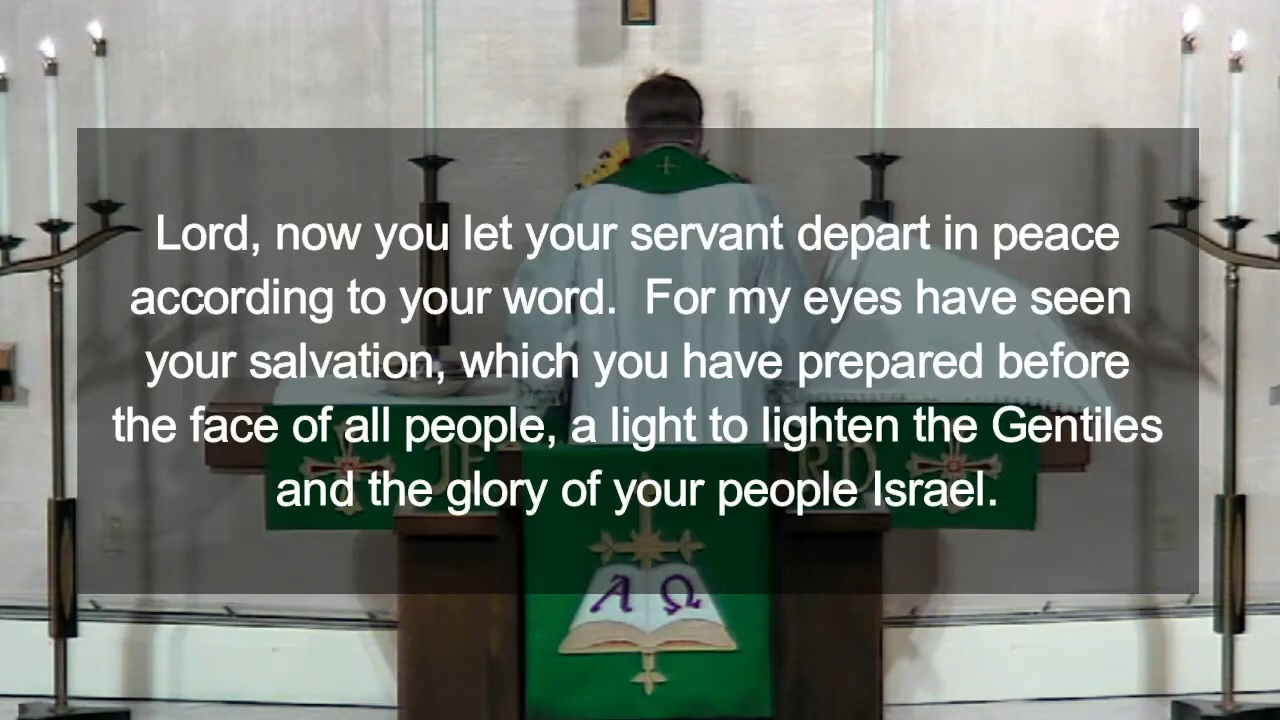 Lord, now you let your servant depart in peace
according to your word.  For my eyes have seen
your salvation, which you have prepared before
the face of all people, a light to lighten the Gentiles
and the glory of your people Israel.
Α Ω